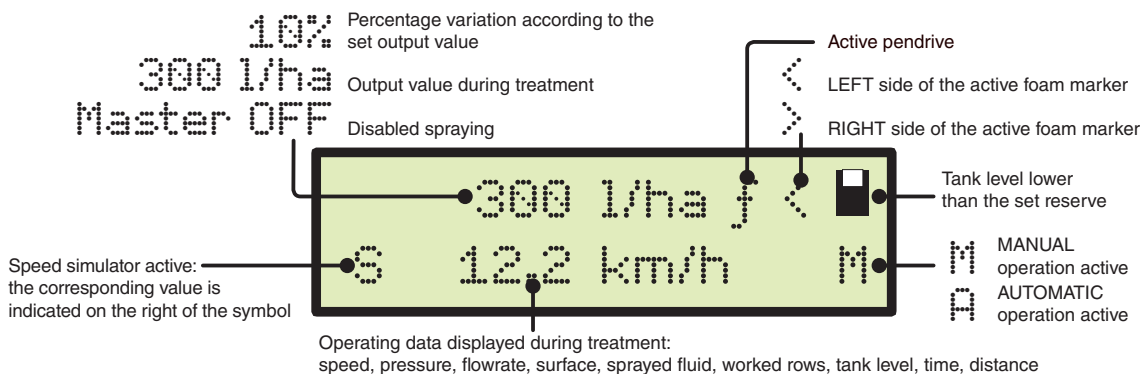 10%
Percentage variation according to the
set output value
300 l/ha
Output value during treatment
Master OFF
Disabled spraying
Active pendrive
<
LEFT side of the active foam marker
>
RIGHT side of the active foam marker
300 l/ha ƒ <
S 12.2 km/h M
Tank level lower
than the set reserve
M
MANUAL
operation active
A
AUTOMATIC
operation active
Speed simulator active:
the corresponding value is
indicated on the right of the symbol
Operating data displayed during treatment:
speed, pressure, flowrate, surface, sprayed fluid, worked rows, tank level, time, distance